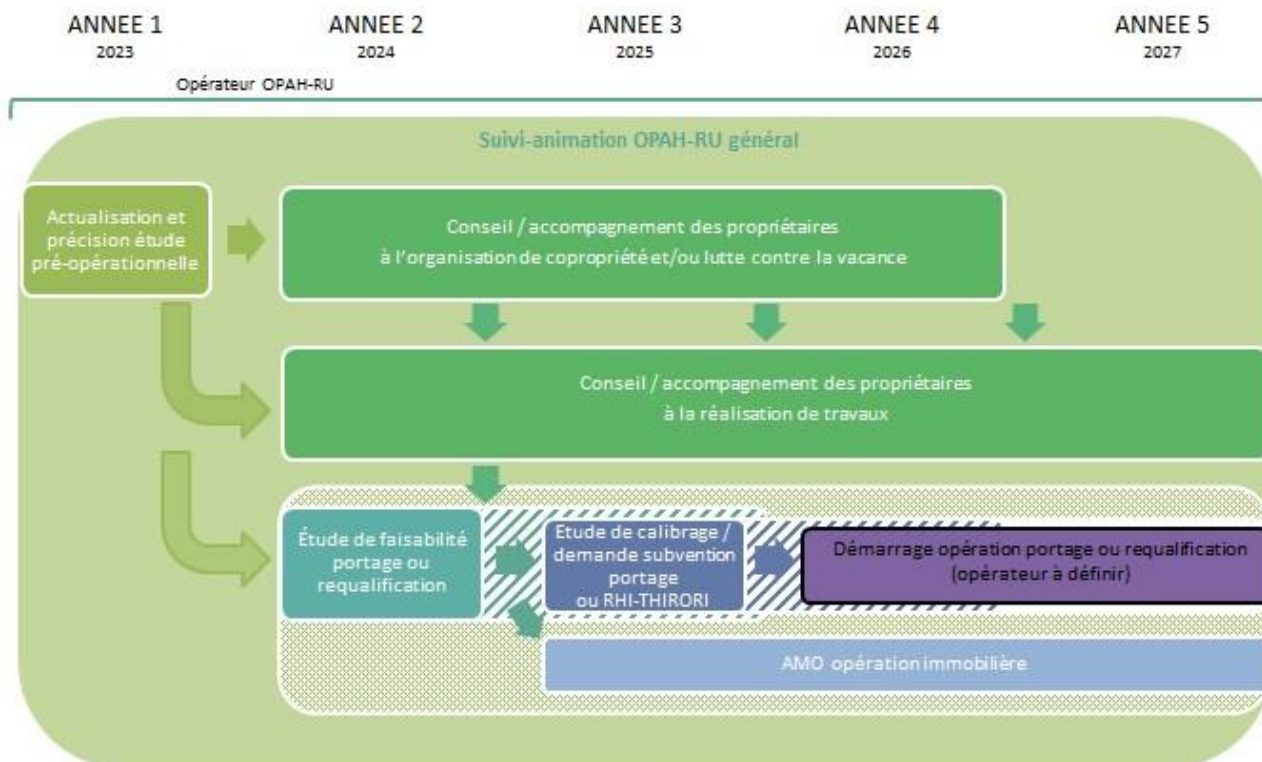 ANNEE 1
2023
ANNEE 2
2024
ANNEE 3
2025
ANNEE 4
2026
ANNEE 5
2027
Opérateur OPAH-RU
Suivi-animation OPAH-RU général
Actualisation et
précision étude
pré-opérationnelle
Conseil / accompagnement des propriétaires
à l'organisation de copropriété et/ou lutte contre la vacance
Conseil / accompagnement des propriétaires
à la réalisation de travaux
Étude de faisabilité
portage ou
requalification
Etude de calibrage /
demande subvention
portage
ou RHI-THIRORI
Démarrage opération portage ou requalification
(opérateur à définir)
AMO opération immobilière